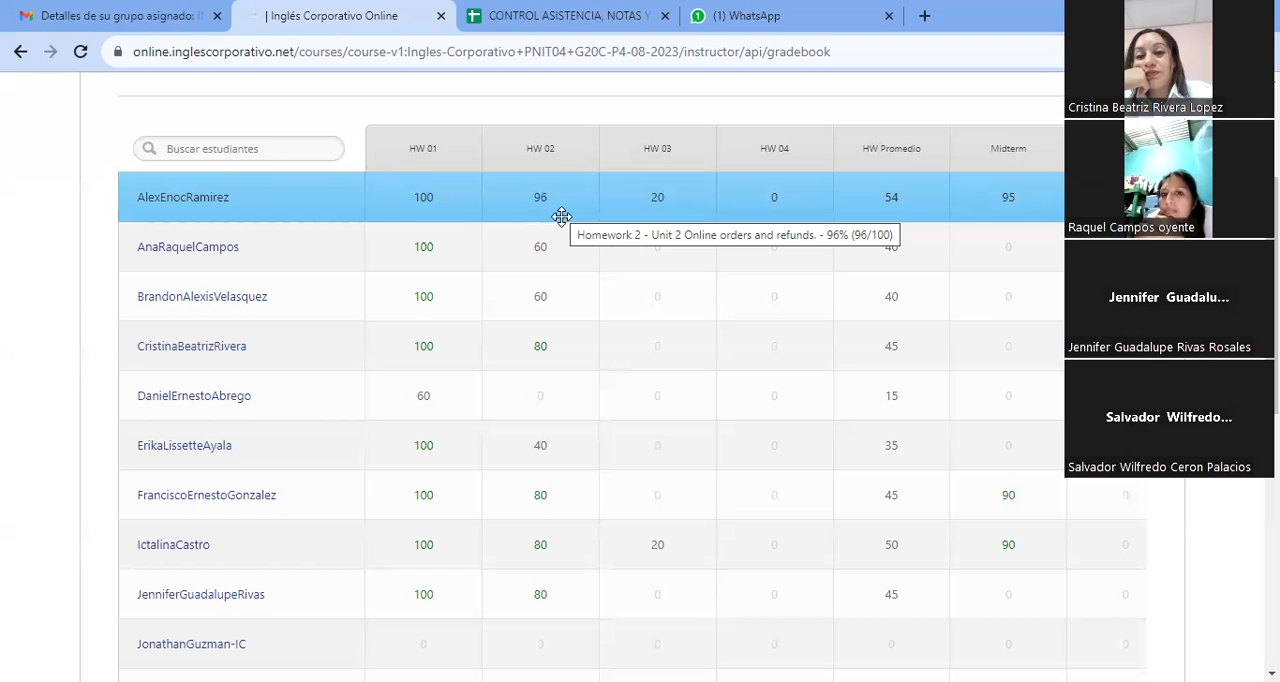 Detalles de su grupo asignado: I
| Inglés Corporativo Online
CONTROL ASISTENCIA, NOTAS Y
(1) WhatsApp
online.inglescorporativo.net/courses/course-v1:Ingles-corporativo+PNIT04+G20C-P4-08-2023/instructor/api/gradebook
Buscar estudiantes HW 01 HW 02 HW 03 HW 04 HW Promedio Midterm
AlexEnocRamirez 100 96 20 0 54 95
Homework 2 - Unit 2 Online orders and refunds. - 96% (96/100)
AnaRaquelCampos 100 60 40
BrandonAlexisVelasquez 100 60 0 0 40 0
CristinaBeatrizRivera 100 80 0 0 45 0
DanielErnestoAbrego 60 0 0 0 15 0
ErikaLissetteAyala 100 40 0 0 35 0
FranciscoErnestoGonzalez 100 80 0 0 45 90 0
IctalinaCastro 100 80 20 0 50 90 0
JenniferGuadalupeRivas 100 80 0 0 45 0 0
JonathanGuzman-IC 0 0 0 0 0 0 0
Cristina Beatriz Rivera Lopez
Raquel Campos oyente
Jennifer Guadalu...
Jennifer Guadalupe Rivas Rosales
Salvador Wilfredo...
Salvador Wilfredo Ceron Palacios